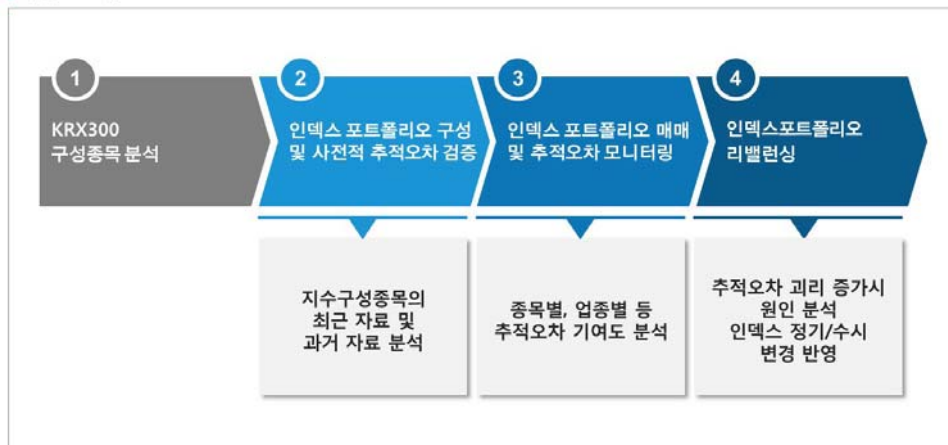 1
KRX300
구성종목 분석
2
인덱스 포트폴리오 구성
및 사전적 추적오차 검증
3
인덱스 포트폴리오 매매
및 추적오차 모니터링
4
인덱스포트폴리오
리밸런싱
지수구성종목의
최근 자료 및
과거 자료 분석
종목별, 업종별 등
추적오차 기여도 분석
추적오차 괴리 증가시
원인 분석
인덱스 정기/수시
변경 반영